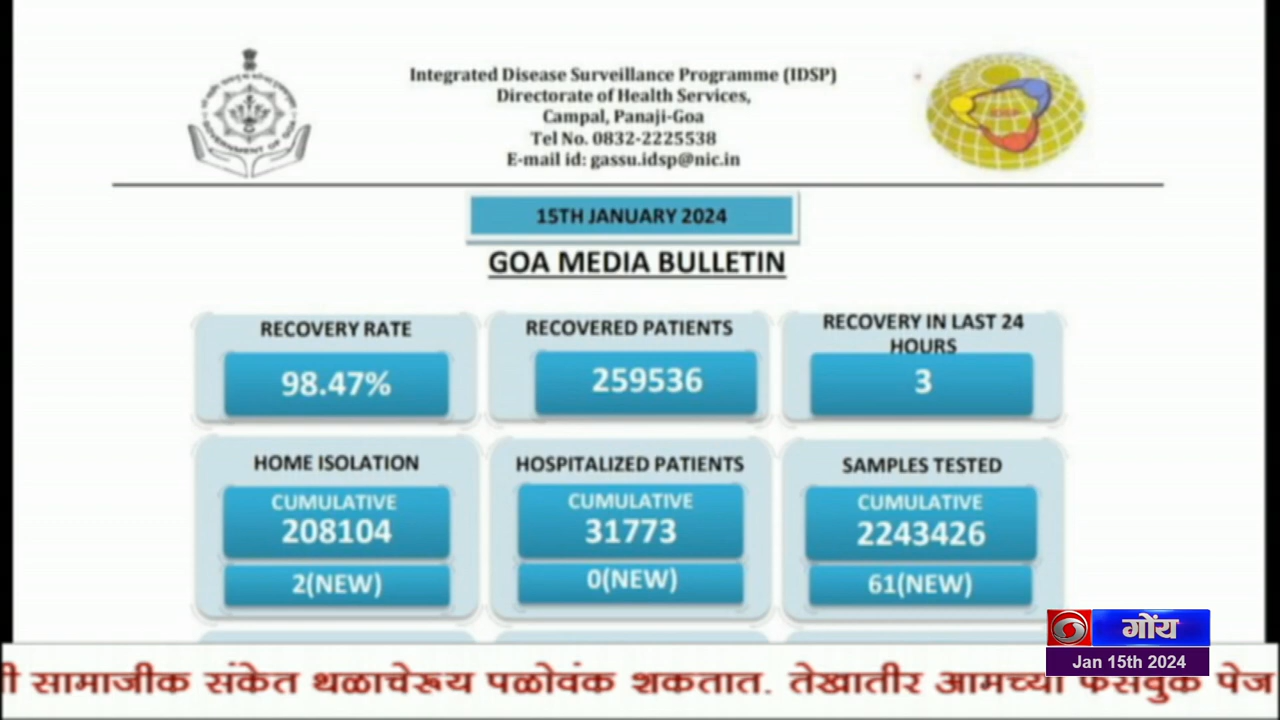 Integrated Disease Surveillance Programme (IDSP)
Directorate of Health Services,
Campal, Panaji-Goa
Tel No. 0832-2225538
E-mail id: gassu.idsp@nic.in
15TH JANUARY 2024
GOA MEDIA BULLETIN
RECOVERY RATE
98.47%
RECOVERED PATIENTS
259536
RECOVERY IN LAST 24
HOURS
3
HOME ISOLATION
CUMULATIVE
208104
2(NEW)
HOSPITALIZED PATIENTS
CUMULATIVE
31773
0(NEW)
SAMPLES TESTED
CUMULATIVE
2243426
61(NEW)
गोंय
Jan 15th 2024
सामाजीक संकेत थळाचेरूय पळोवंक शकतात. तेखातीर आमच्या फेसवुक पेज